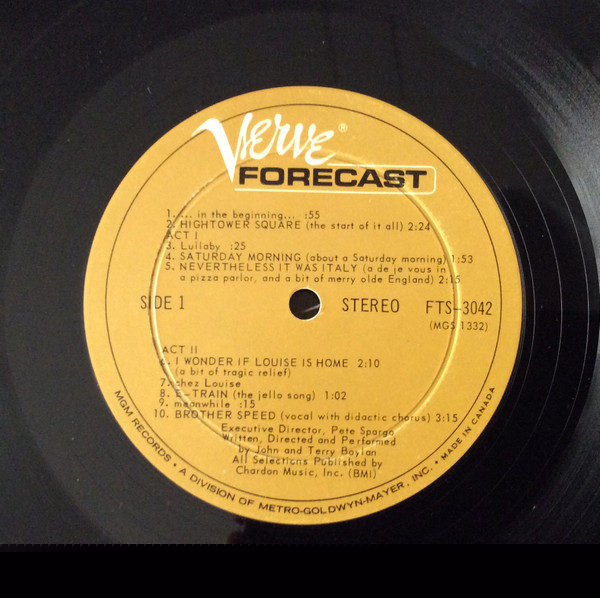 Verve®
FORECAST
1. ... in the beginning... :55
2. HIGHTOWER SQUARE (the start of it all) 2:24
ACT I
3. Lullaby :25
4. SATURDAY MORNING (about a Saturday morning) 1:53
5. NEVERTHELESS IT WAS ITALY (a de je vous in
a pizza parlor, and a bit of merry olde England) 2:15
SIDE 1 STEREO FTS-3042
(MGS 1332)
ACT II
6. I WONDER IF LOUISE IS HOME 2:10
(a bit of tragic relief)
7. chez Louise
8. E-TRAIN (the jello song) 1:02
9. meanwhile :15
10. BROTHER SPEED (vocal with didactic chorus) 3:15
Executive Director, Pete Spargo
Written, Directed and Performed
by John and Terry Boylan
All Selections Published by
Chardon Music, Inc. (BMi)
MGM RECORDS • A DIVISION OF METRO-GOLDWYN-MAYER, INC. • MADE IN CANADA